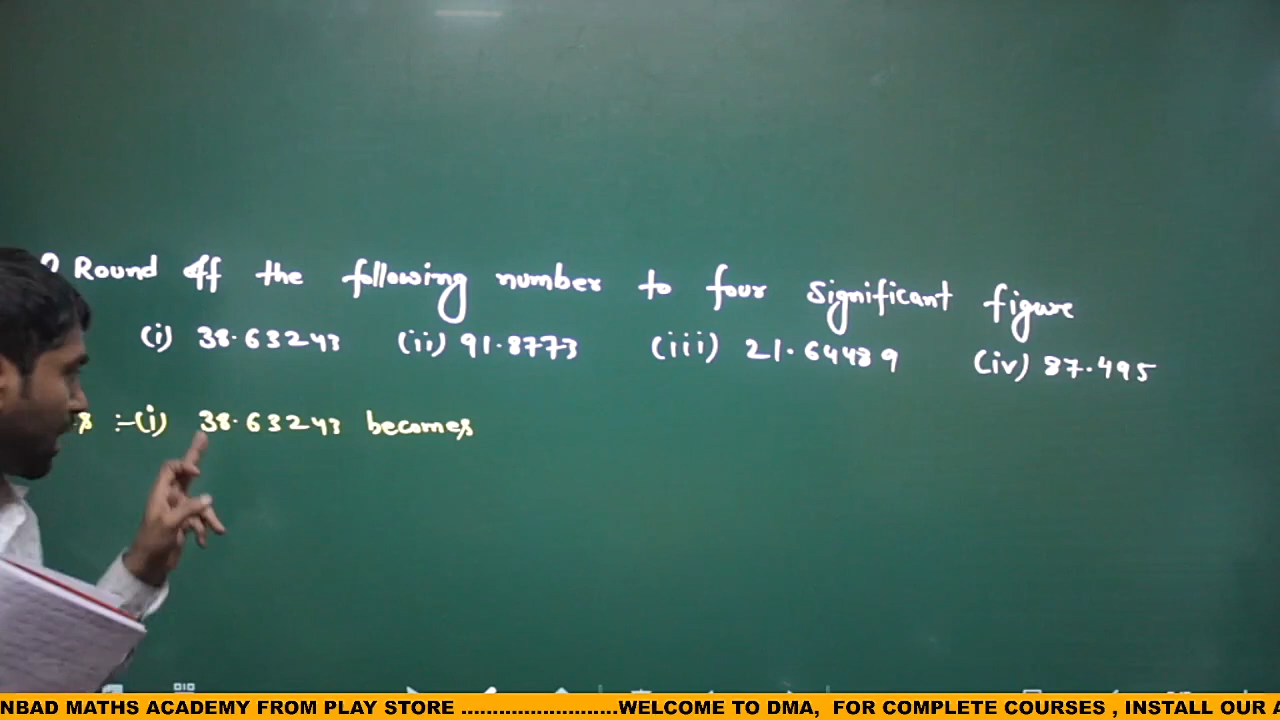 Q Round off the following number to four significant figure
(i) 38.63243 (ii) 91.8773 (iii) 21.64489 (iv) 87.495
:-(i) 38.63243 becomes
NBAD MATHS ACADEMY FROM PLAY STORE ..........................WELCOME TO DMA, FOR COMPLETE COURSES , INSTALL OUR A